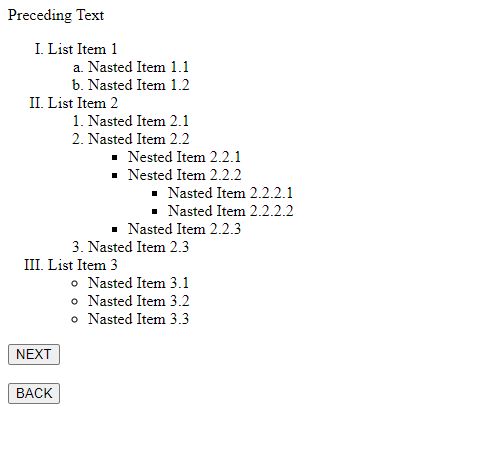 Preceding Text
I. List Item 1
a. Nasted Item 1.1
b. Nasted Item 1.2
II. List Item 2
1. Nasted Item 2.1
2. Nasted Item 2.2
▪ Nested Item 2.2.1
▪ Nested Item 2.2.2
▪ Nasted Item 2.2.2.1
▪ Nasted Item 2.2.2.2
▪ Nasted Item 2.2.3
3. Nasted Item 2.3
III. List Item 3
○ Nasted Item 3.1
○ Nasted Item 3.2
○ Nasted Item 3.3
NEXT
BACK